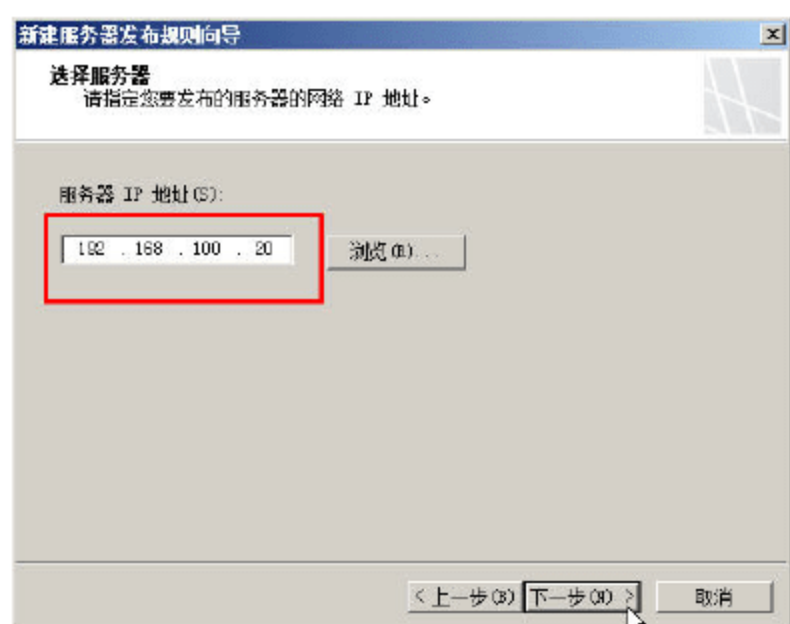 新建服务器发布规则向导
选择服务器
请指定您要发布的服务器的网络 IP 地址。
服务器 IP 地址(S):
192 . 168 . 100 . 20
浏览(R)...
< 上一步(B) 下一步(N) > 取消